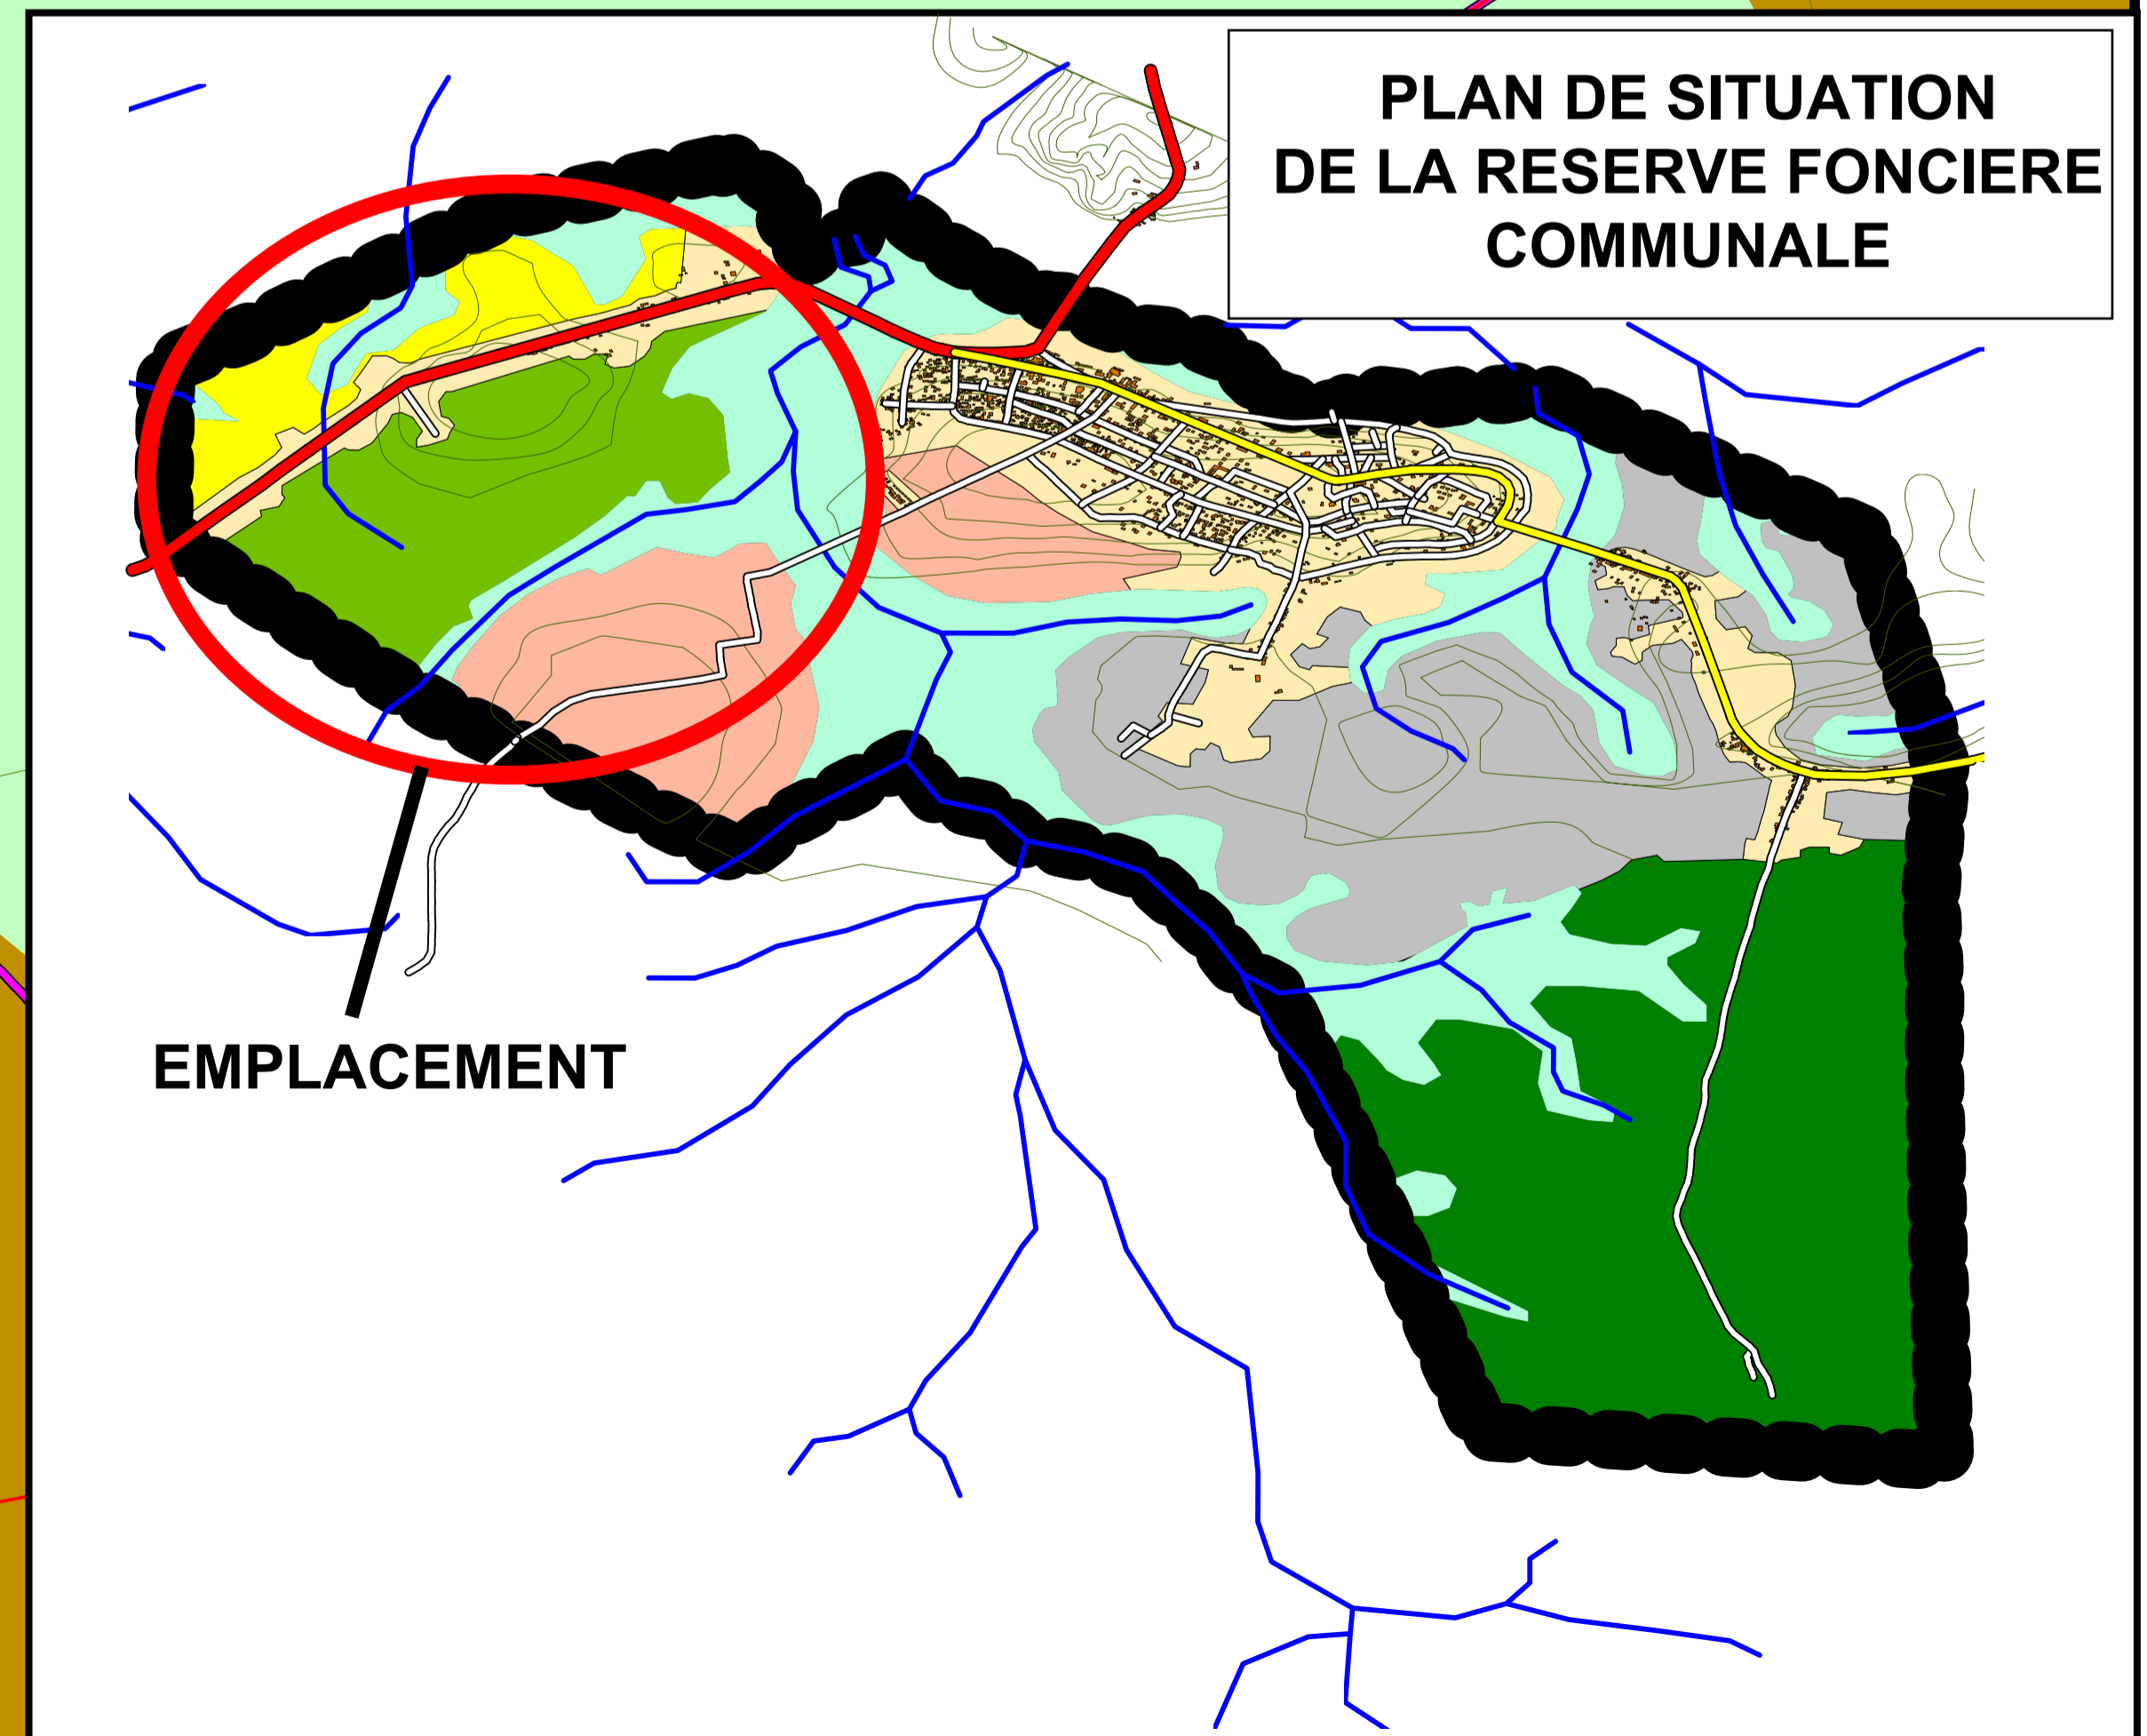 PLAN DE SITUATION
DE LA RESERVE FONCIERE
COMMUNALE
EMPLACEMENT